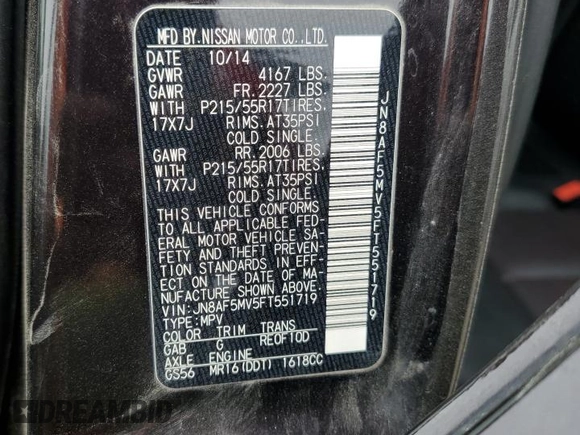 MFD BY.NISSAN MOTOR CO.,LTD.
DATE 10/14
GVWR 4167 LBS.
GAWR FR. 2227 LBS.
WITH P215/55R17TIRES.
17X7J RIMS. AT35PSI
COLD SINGLE.
GAWR RR. 2006 LBS.
WITH P215/55R17TIRES.
17X7J RIMS. AT35PSI
COLD SINGLE.
THIS VEHICLE CONFORMS
TO ALL APPLICABLE FED-
ERAL MOTOR VEHICLE SA-
FETY AND THEFT PREVEN-
TION STANDARDS IN EFF-
ECT ON THE DATE OF MA-
NUFACTURE SHOWN ABOVE.
VIN: JN8AF5MV5FT551719
TYPE: MPV
COLOR TRIM TRANS
GAB G RE0F10D
AXLE ENGINE
GS56 MR16(DDT) 1618CC
JN8AF5MV5FT551719
DREAMBID